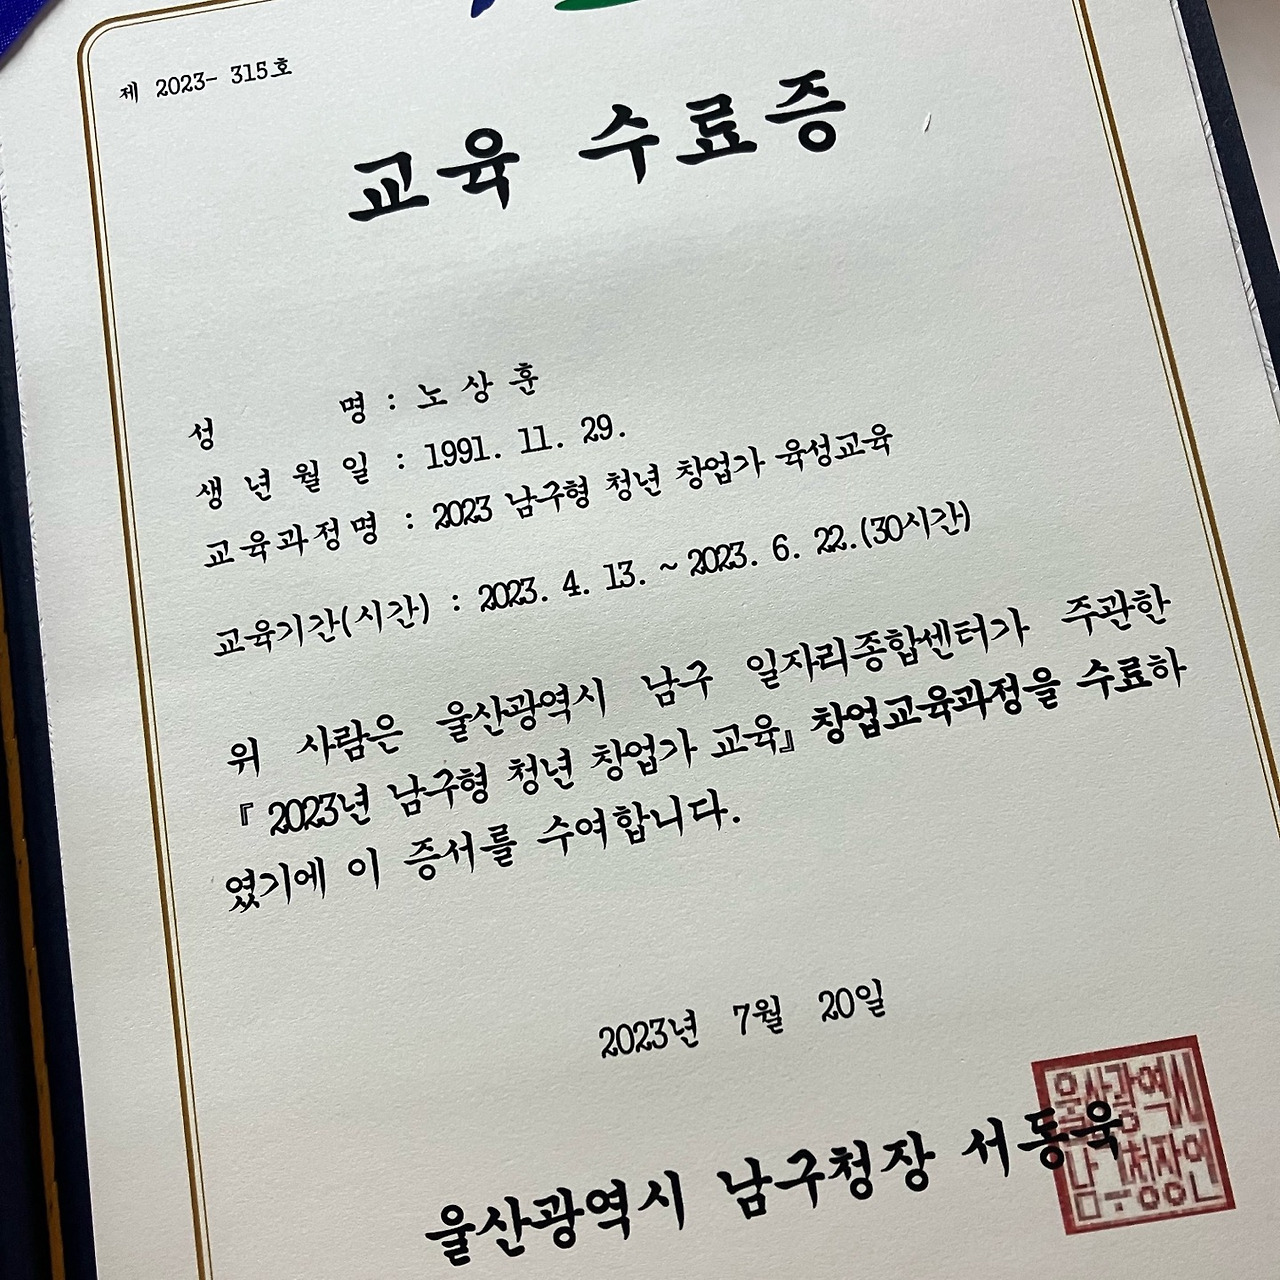 제 2023- 315호
교육 수료증
성 명 : 노 상 훈
생 년 월 일 : 1991. 11. 29.
교육과정명 : 2023 남구형 청년 창업가 육성교육
교육기간(시간) : 2023. 4. 13. ~ 2023. 6. 22.(30시간)
위 사람은 울산광역시 남구 일자리종합센터가 주관한
『2023년 남구형 청년 창업가 교육』 창업교육과정을 수료하
였기에 이 증서를 수여합니다.
2023년 7월 20일
울산광역시 남구청장 서동욱
울산광역시
남구청장인